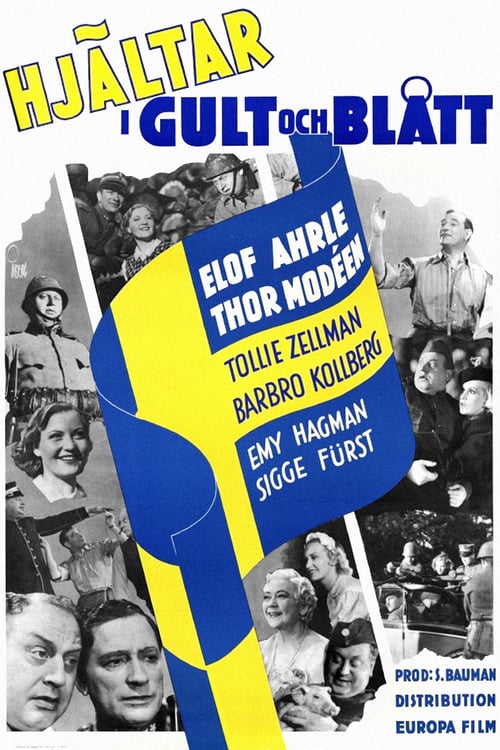 HJÄLTAR
I GULT OCH BLÅTT
ELOF AHRLE
THOR MODÉEN
TOLLIE ZELLMAN
BARBRO KOLLBERG
EMY HAGMAN
SIGGE FÜRST
PROD: S. BAUMAN
DISTRIBUTION
EUROPA FILM